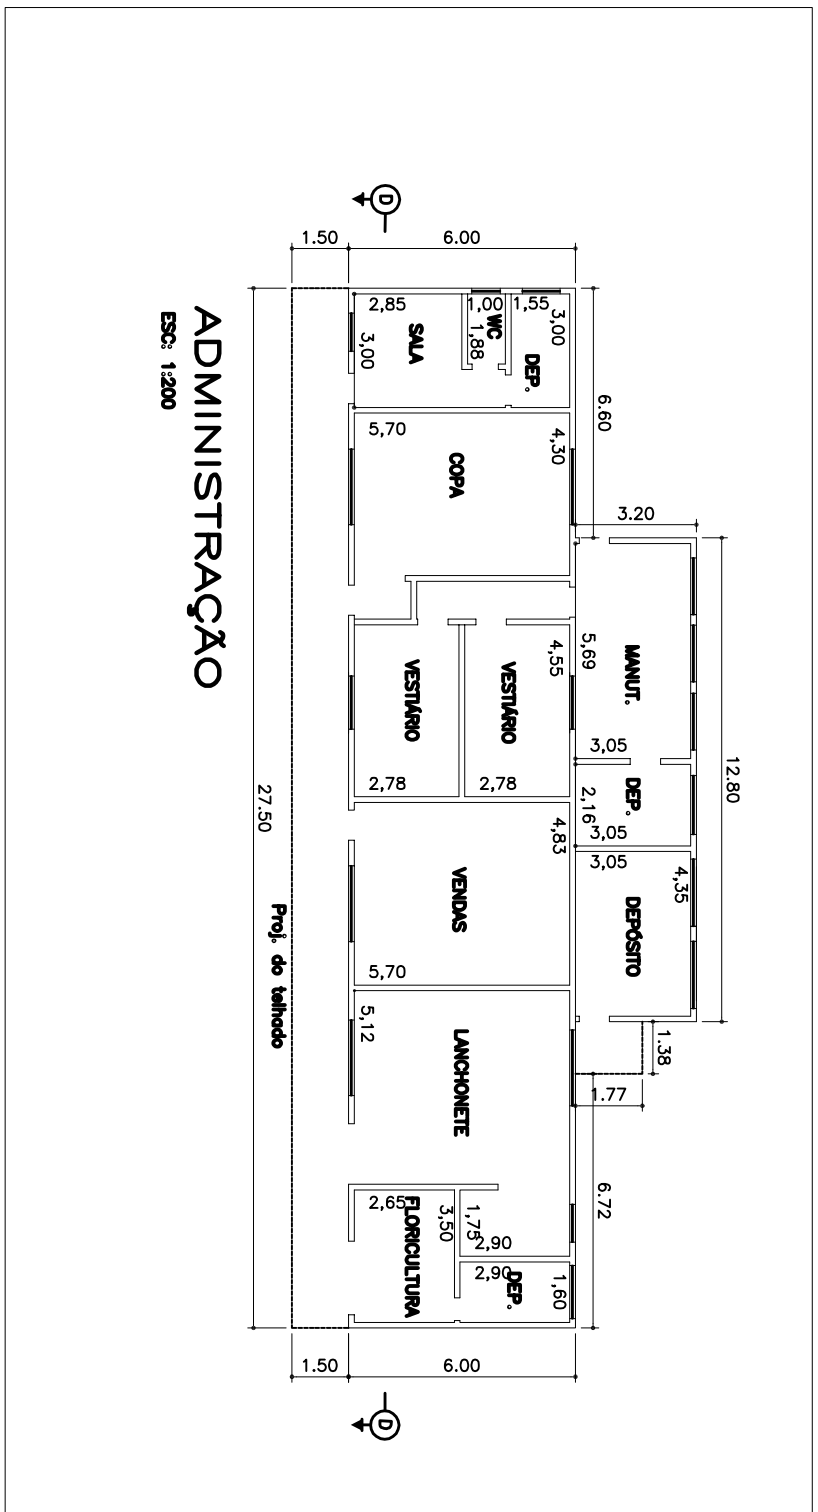 D
1.50
6.00
6.60
3.20
12.80
2,85
SALA
3,00
1,00
WC
1,88
1,55
3,00
DEP.
5,70
COPA
4,30
MANUT.
5,69
3,05
DEP.
2,16
3,05
3,05
4,35
DEPÓSITO
VESTIÁRIO
2,78
VESTIÁRIO
4,55
2,78
VENDAS
4,83
5,70
LANCHONETE
5,12
1.38
1.77
6.72
2,65
FLORICULTURA
3,50
1,75
2,90
2,90
DEP.
1,60
Proj. do telhado
27.50
1.50
6.00
D
ADMINISTRAÇÃO
ESC: 1:200